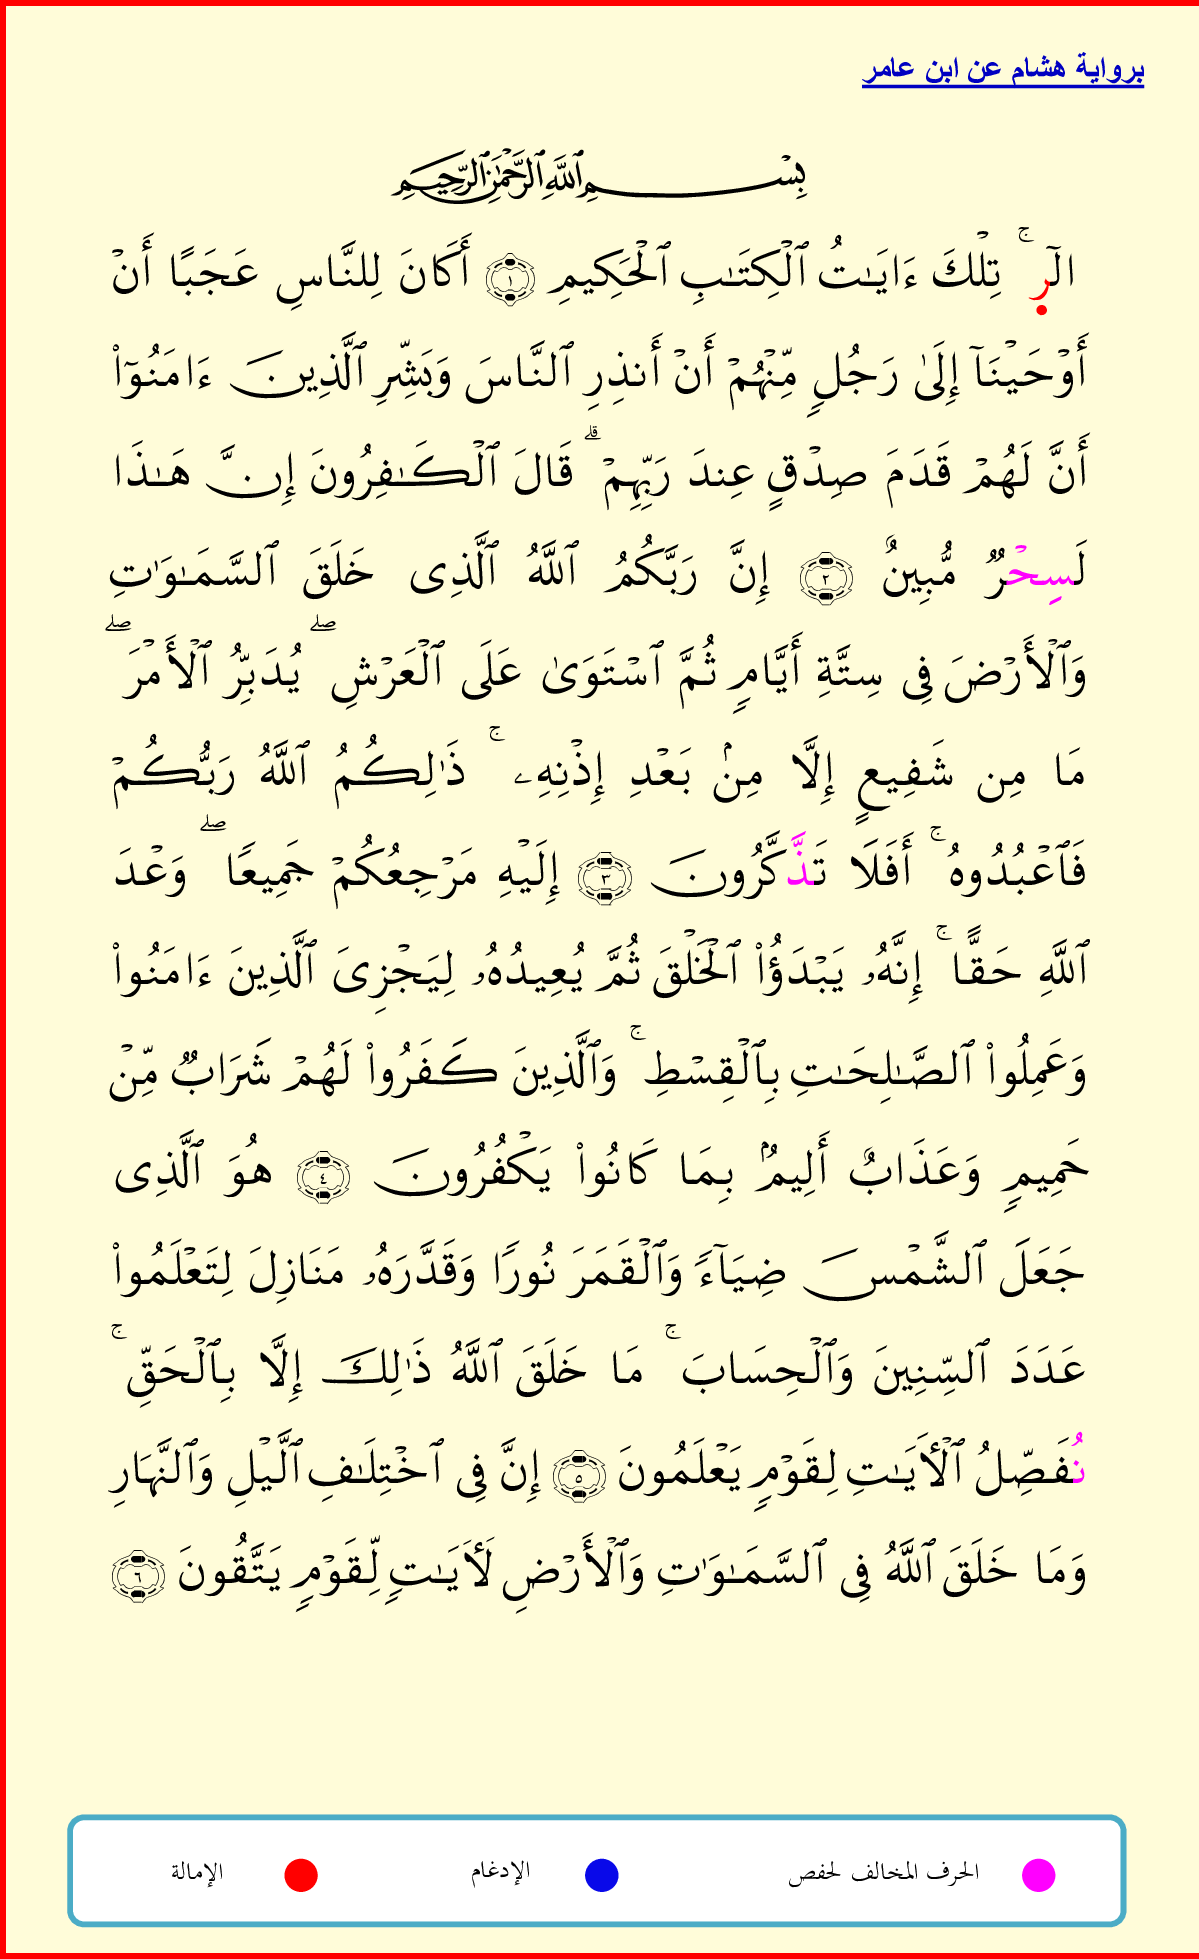 برواية هشام عن ابن عامر
بِسۡمِ ٱللَّهِ ٱلرَّحۡمَٰنِ ٱلرَّحِيمِ
الٓرۚ تِلۡكَ ءَايَٰتُ ٱلۡكِتَٰبِ ٱلۡحَكِيمِ ١ أَكَانَ لِلنَّاسِ عَجَبًا أَنۡ
أَوۡحَيۡنَآ إِلَىٰ رَجُلٖ مِّنۡهُمۡ أَنۡ أَنذِرِ ٱلنَّاسَ وَبَشِّرِ ٱلَّذِينَ ءَامَنُوٓاْ
أَنَّ لَهُمۡ قَدَمَ صِدۡقٍ عِندَ رَبِّهِمۡۗ قَالَ ٱلۡكَٰفِرُونَ إِنَّ هَٰذَا
لَسِحۡرٞ مُّبِينٌ ٢ إِنَّ رَبَّكُمُ ٱللَّهُ ٱلَّذِي خَلَقَ ٱلسَّمَٰوَٰتِ
وَٱلۡأَرۡضَ فِي سِتَّةِ أَيَّامٖ ثُمَّ ٱسۡتَوَىٰ عَلَى ٱلۡعَرۡشِۖ يُدَبِّرُ ٱلۡأَمۡرَۖ
مَا مِن شَفِيعٍ إِلَّا مِنۢ بَعۡدِ إِذۡنِهِۦۚ ذَٰلِكُمُ ٱللَّهُ رَبُّكُمۡ
فَٱعۡبُدُوهُۚ أَفَلَا تَذَّكَّرُونَ ٣ إِلَيۡهِ مَرۡجِعُكُمۡ جَمِيعٗاۖ وَعۡدَ
ٱللَّهِ حَقًّاۚ إِنَّهُۥ يَبۡدَؤُاْ ٱلۡخَلۡقَ ثُمَّ يُعِيدُهُۥ لِيَجۡزِيَ ٱلَّذِينَ ءَامَنُواْ
وَعَمِلُواْ ٱلصَّٰلِحَٰتِ بِٱلۡقِسۡطِۚ وَٱلَّذِينَ كَفَرُواْ لَهُمۡ شَرَابٞ مِّنۡ
حَمِيمٖ وَعَذَابٌ أَلِيمُۢ بِمَا كَانُواْ يَكۡفُرُونَ ٤ هُوَ ٱلَّذِي
جَعَلَ ٱلشَّمۡسَ ضِيَآءٗ وَٱلۡقَمَرَ نُورٗا وَقَدَّرَهُۥ مَنَازِلَ لِتَعۡلَمُواْ
عَدَدَ ٱلسِّنِينَ وَٱلۡحِسَابَۚ مَا خَلَقَ ٱللَّهُ ذَٰلِكَ إِلَّا بِٱلۡحَقِّۚ
نُفَصِّلُ ٱلۡأٓيَٰتِ لِقَوۡمٖ يَعۡلَمُونَ ٥ إِنَّ فِي ٱخۡتِلَٰفِ ٱلَّيۡلِ وَٱلنَّهَارِ
وَمَا خَلَقَ ٱللَّهُ فِي ٱلسَّمَٰوَٰتِ وَٱلۡأَرۡضِ لَأٓيَٰتٖ لِّقَوۡمٖ يَتَّقُونَ ٦
الحرف المخالف لحفص الإدغام الإمالة